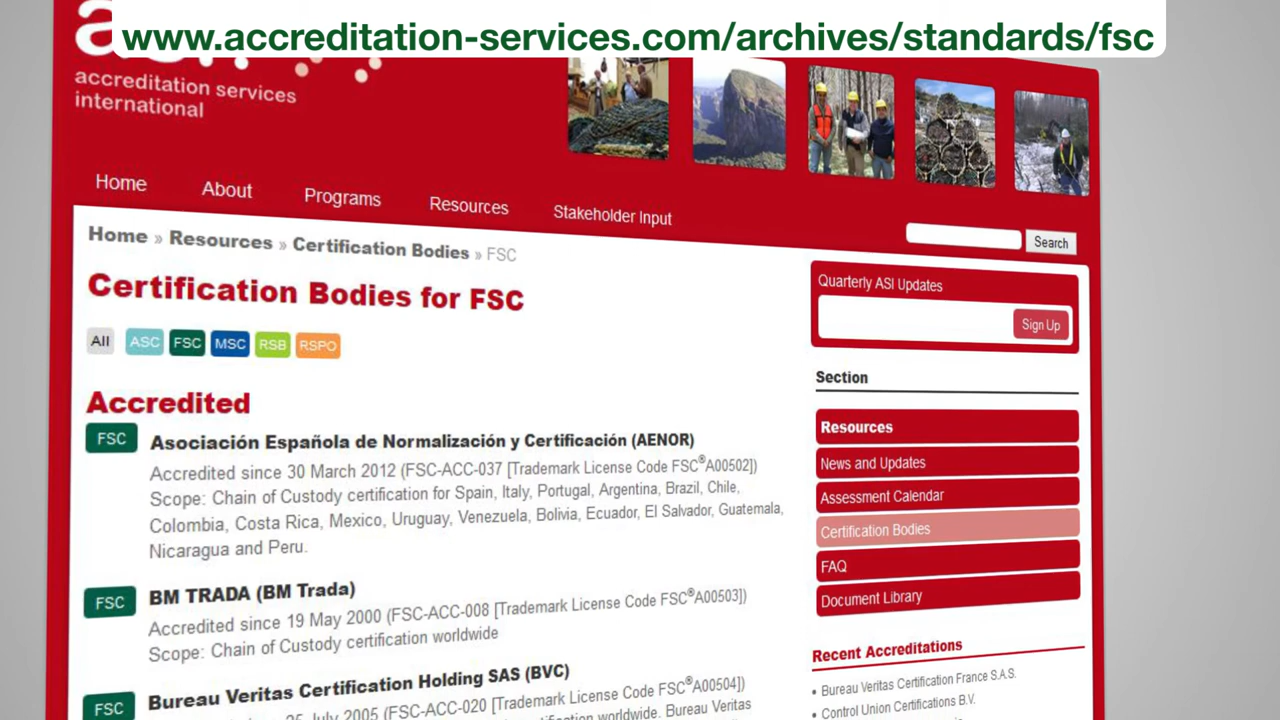 www.accreditation-services.com/archives/standards/fsc
accreditation services
international
Home About Programs Resources Stakeholder Input
Search
Home » Resources » Certification Bodies » FSC
Certification Bodies for FSC
All ASC FSC MSC RSB RSPO
Accredited
FSC
Asociación Española de Normalización y Certificación (AENOR)
Accredited since 30 March 2012 (FSC-ACC-037 [Trademark License Code FSC®A00502])
Scope: Chain of Custody certification for Spain, Italy, Portugal, Argentina, Brazil, Chile,
Colombia, Costa Rica, Mexico, Uruguay, Venezuela, Bolivia, Ecuador, El Salvador, Guatemala,
Nicaragua and Peru.
FSC
BM TRADA (BM Trada)
Accredited since 19 May 2000 (FSC-ACC-008 [Trademark License Code FSC®A00503])
Scope: Chain of Custody certification worldwide
FSC
Bureau Veritas Certification Holding SAS (BVC)
25 July 2005 (FSC-ACC-020 [Trademark License Code FSC®A00504])
certification worldwide. Bureau Veritas
Quarterly ASI Updates
Sign Up
Section
Resources
News and Updates
Assessment Calendar
Certification Bodies
FAQ
Document Library
Recent Accreditations
• Bureau Veritas Certification France S.A.S.
• Control Union Certifications B.V.